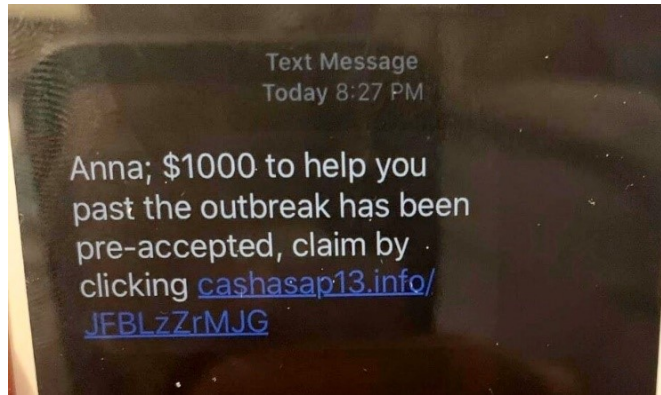 Text Message
Today 8:27 PM
Anna; $1000 to help you
past the outbreak has been
pre-accepted, claim by
clicking cashasap13.info/
JFBLzZrMJG